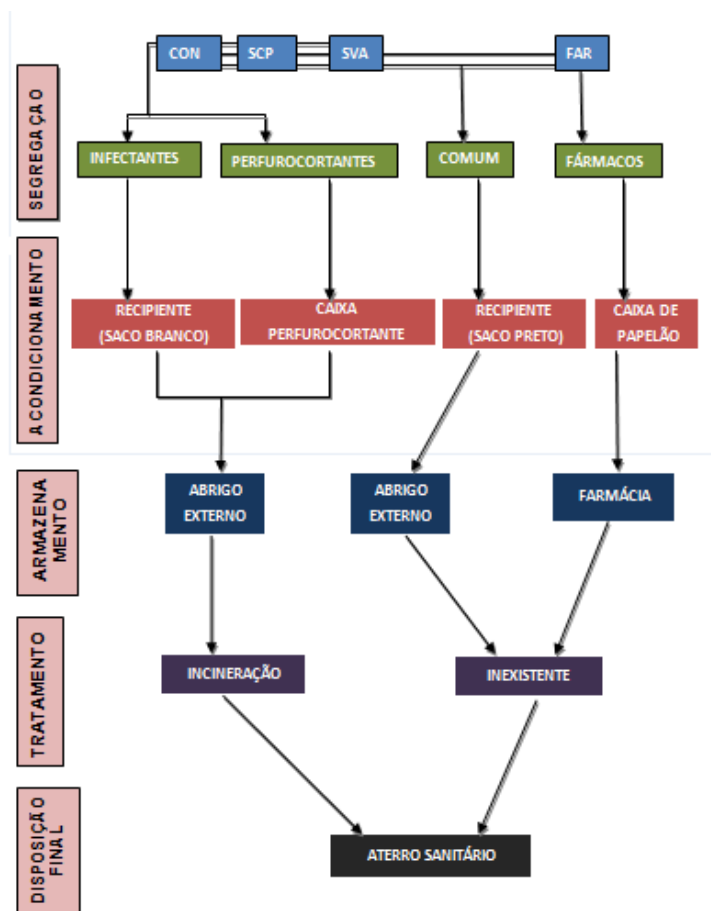 CON
SCP
SVA
FAR
SEGREGAÇÃO
INFECTANTES
PERFUROCORTANTES
COMUM
FÁRMACOS
ACONDICIONAMENTO
RECIPIENTE
(SACO BRANCO)
CAIXA
PERFUROCORTANTE
RECIPIENTE
(SACO PRETO)
CAIXA DE
PAPELÃO
ARMAZENA
MENTO
ABRIGO
EXTERNO
ABRIGO
EXTERNO
FARMÁCIA
TRATAMENTO
INCINERAÇÃO
INEXISTENTE
DISPOSIÇÃO
FINAL
ATERRO SANITÁRIO